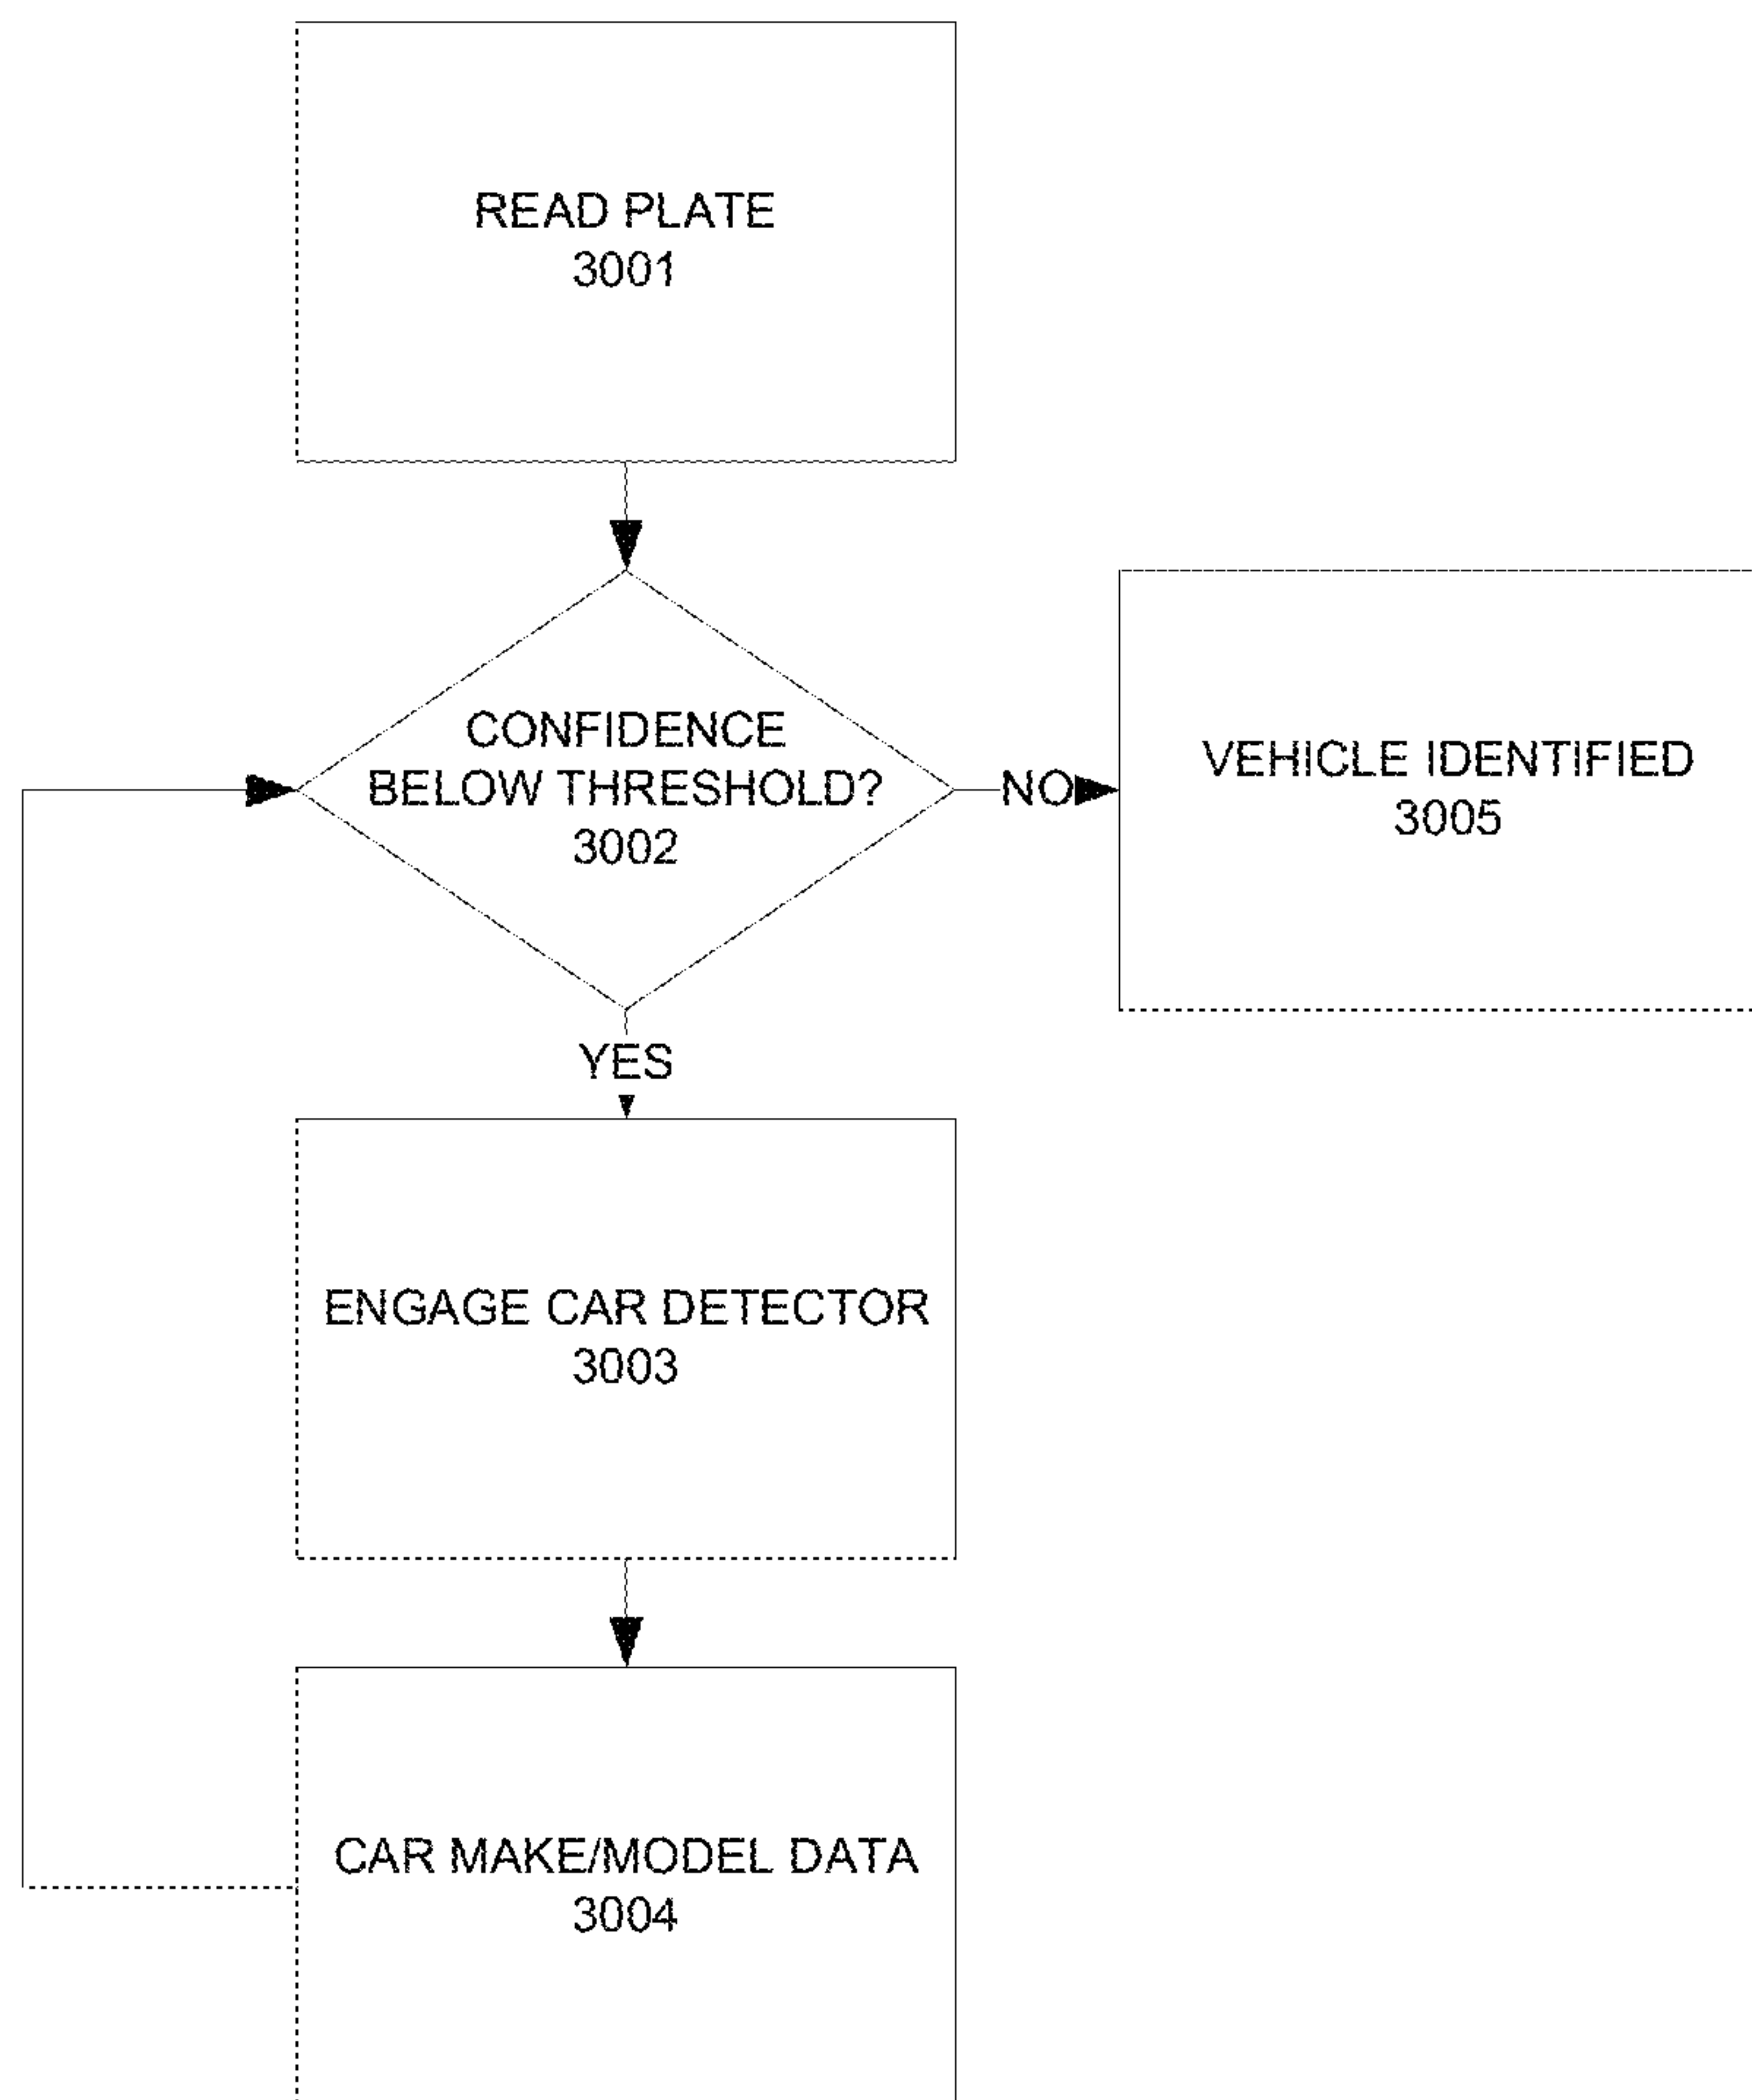 READ PLATE
3001
CONFIDENCE
BELOW THRESHOLD?
3002
NO
VEHICLE IDENTIFIED
3005
YES
ENGAGE CAR DETECTOR
3003
CAR MAKE/MODEL DATA
3004